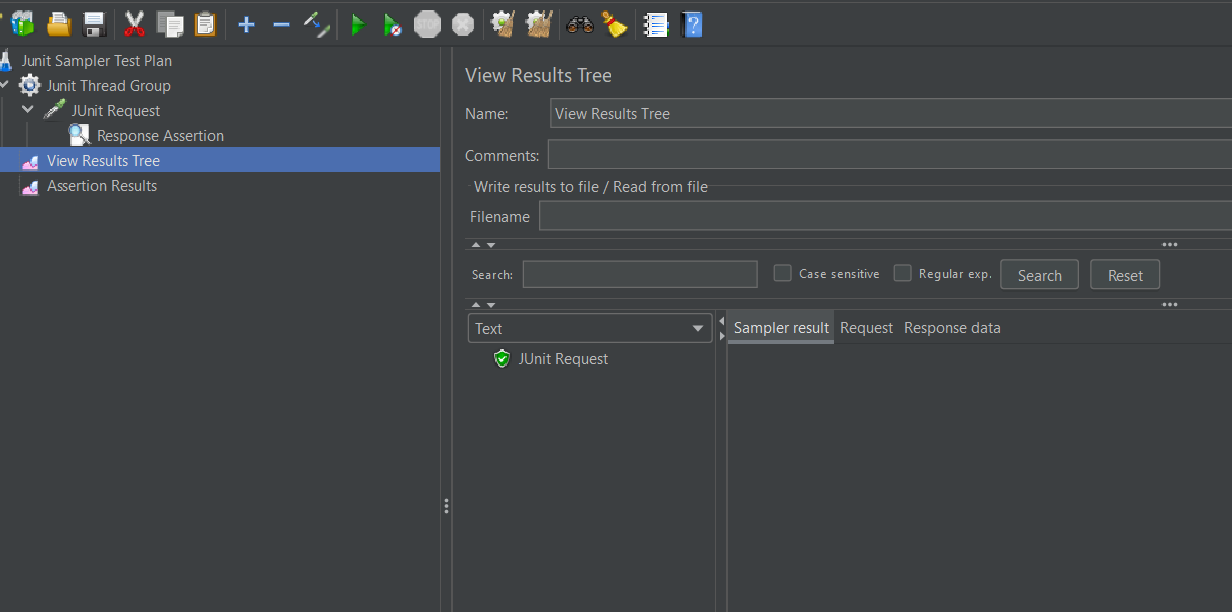 STOP
?
Junit Sampler Test Plan
Junit Thread Group
JUnit Request
Response Assertion
View Results Tree
Assertion Results
View Results Tree
Name: View Results Tree
Comments:
Write results to file / Read from file
Filename
Search: Case sensitive Regular exp. Search Reset
Text
JUnit Request
Sampler result Request Response data